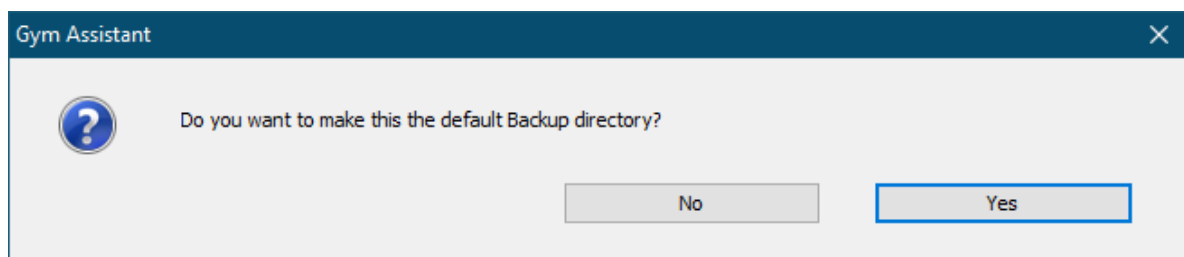 Gym Assistant
Do you want to make this the default Backup directory?
No
Yes